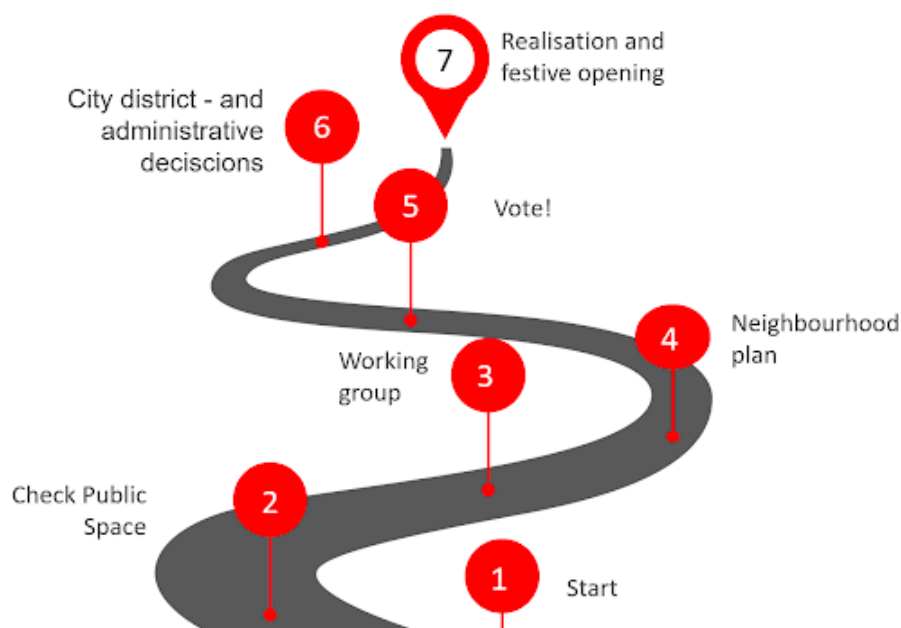 7
Realisation and
festive opening
City district - and
administrative
deciscions
6
5
Vote!
4
Neighbourhood
plan
Working
group
3
Check Public
Space
2
1
Start